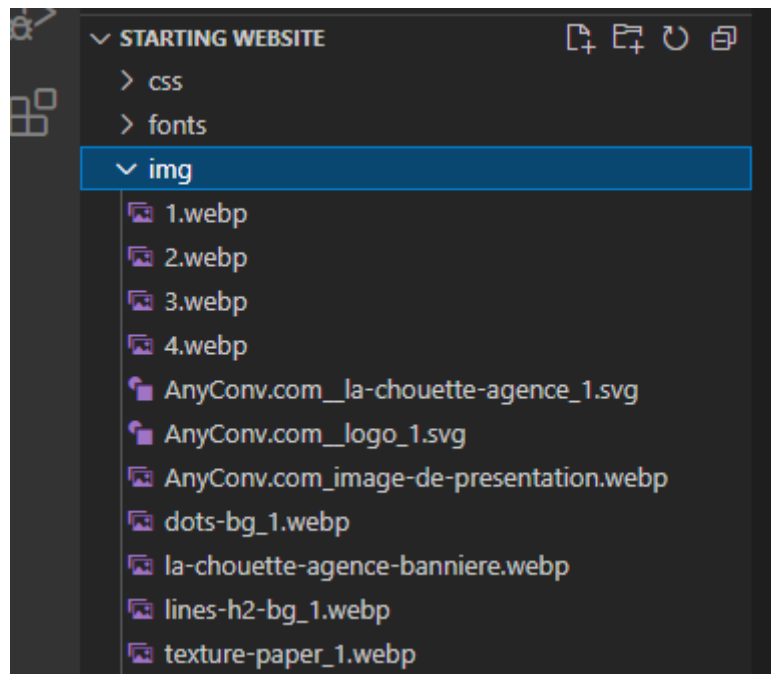 STARTING WEBSITE
css
fonts
img
1.webp
2.webp
3.webp
4.webp
AnyConv.com__la-chouette-agence_1.svg
AnyConv.com__logo_1.svg
AnyConv.com_image-de-presentation.webp
dots-bg_1.webp
la-chouette-agence-banniere.webp
lines-h2-bg_1.webp
texture-paper_1.webp